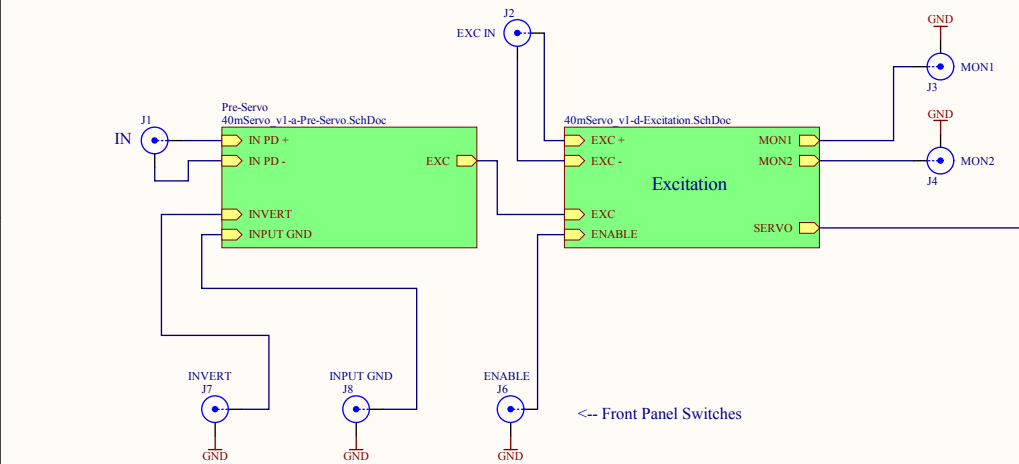 J2
EXC IN
GND
MON1
J3
Pre-Servo
40mServo_v1-a-Pre-Servo.SchDoc
40mServo_v1-d-Excitation.SchDoc
GND
J1
IN
IN PD +
IN PD -
EXC
EXC +
EXC -
MON1
MON2
MON2
J4
Excitation
INVERT
INPUT GND
EXC
ENABLE
SERVO
INVERT
J7
INPUT GND
J8
ENABLE
J6
<-- Front Panel Switches
GND
GND
GND